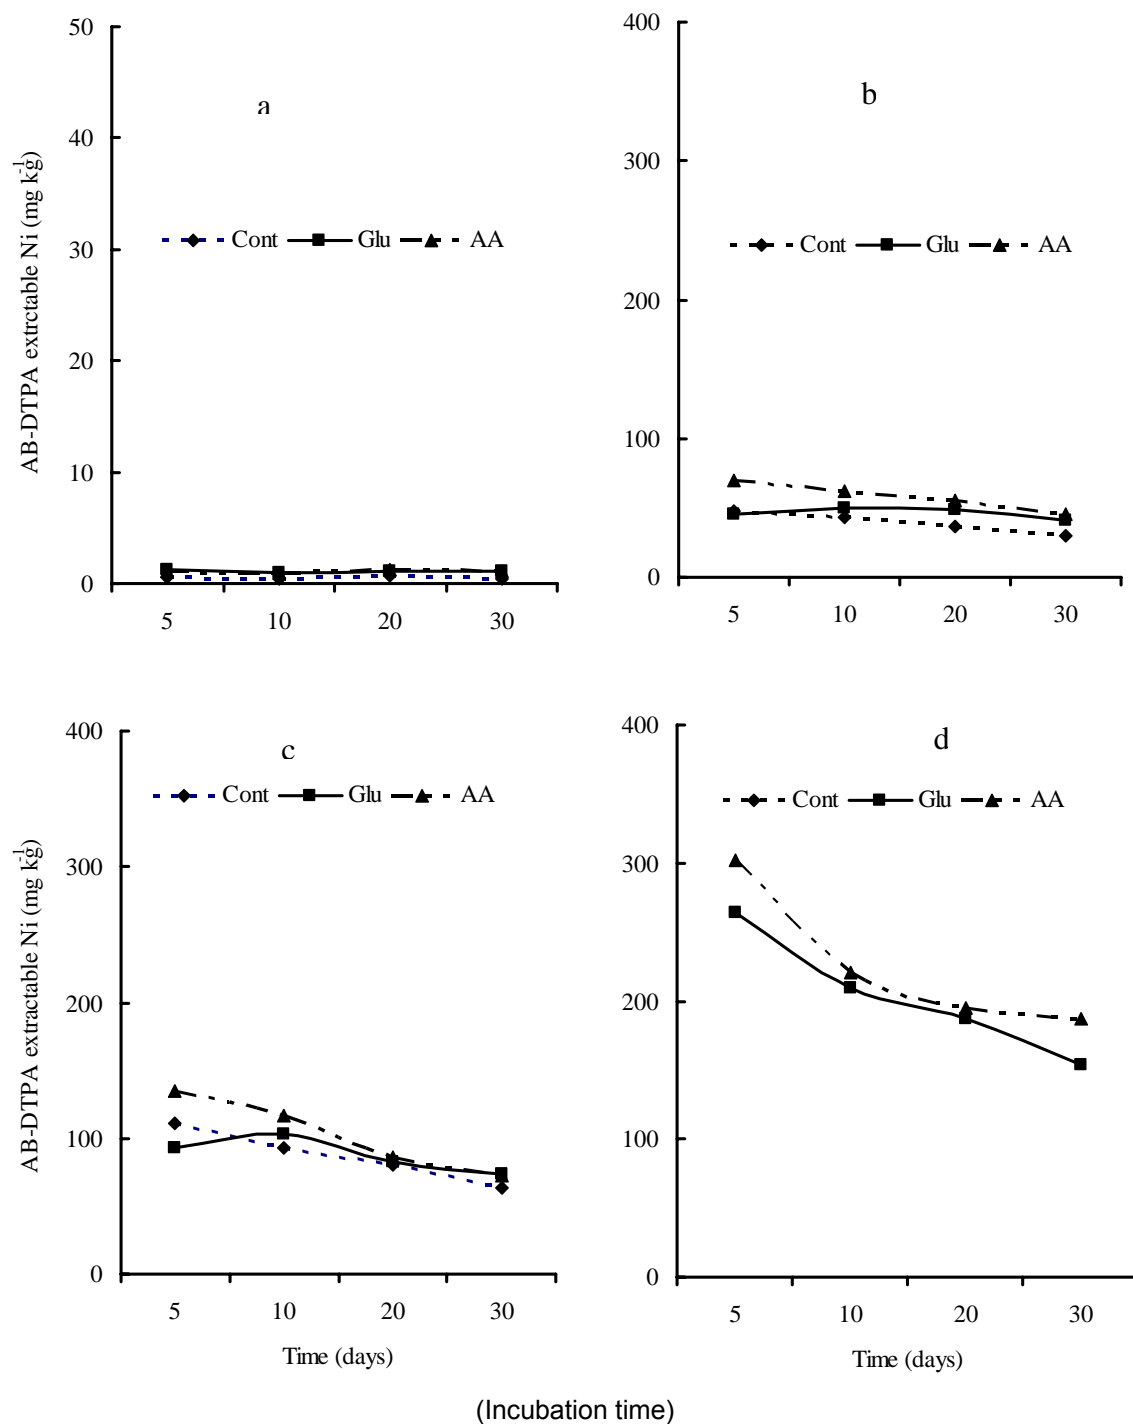 a
AB-DTPA extrctable Ni (mg kg-1)
50
40
30
20
10
0
Cont Glu AA
5 10 20 30
b
400
300
200
100
0
Cont Glu AA
5 10 20 30
c
AB-DTPA extractable Ni (mg kg-1)
400
300
200
100
0
Cont Glu AA
5 10 20 30
Time (days)
d
400
300
200
100
0
Cont Glu AA
5 10 20 30
Time (days)
(Incubation time)